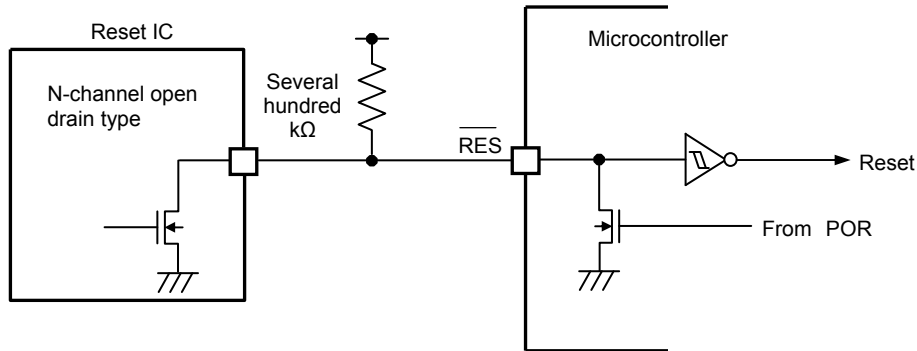 Reset IC
N-channel open
drain type
Several
hundred
kΩ
RES
Microcontroller
Reset
From POR